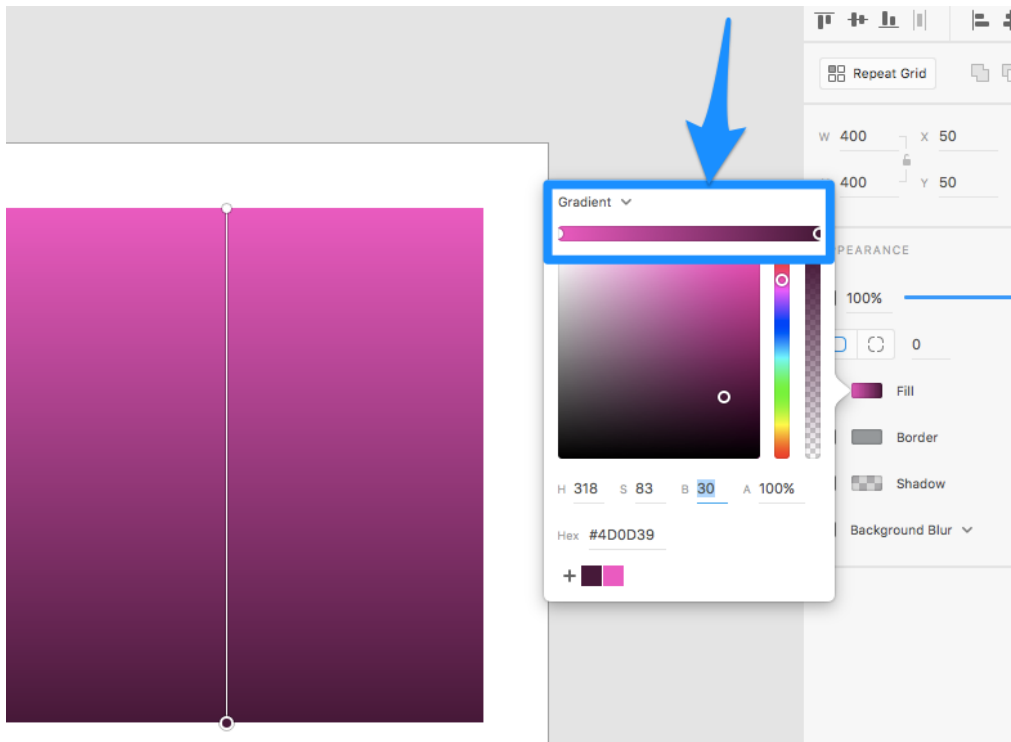 Repeat Grid
W 400 X 50
400 Y 50
Gradient
PEARANCE
100%
0
Fill
Border
Shadow
Background Blur
H 318 S 83 B 30 A 100%
Hex #4D0D39
+